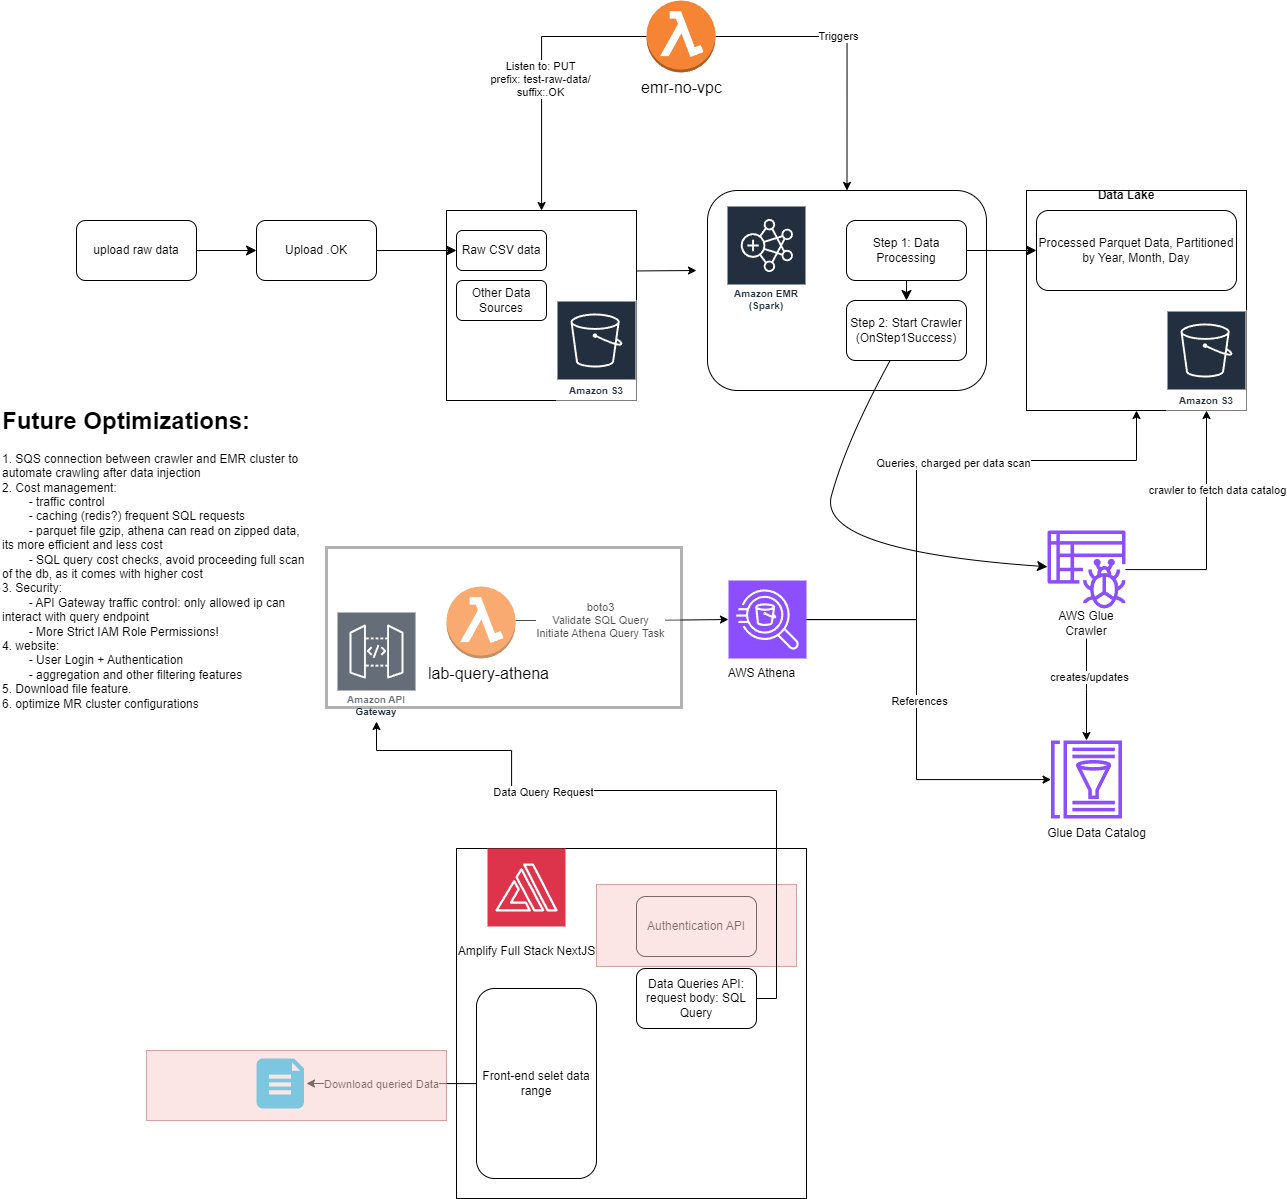 Triggers
Listen to: PUT
prefix: test-raw-data/
suffix:.OK
emr-no-vpc
upload raw data
Upload .OK
Raw CSV data
Other Data
Sources
Amazon S3
Amazon EMR
(Spark)
Step 1: Data
Processing
Step 2: Start Crawler
(OnStep1Success)
Data Lake
Processed Parquet Data, Partitioned
by Year, Month, Day
Amazon S3
Future Optimizations:
1. SQS connection between crawler and EMR cluster to
automate crawling after data injection
2. Cost management:
- traffic control
- caching (redis?) frequent SQL requests
- parquet file gzip, athena can read on zipped data,
its more efficient and less cost
- SQL query cost checks, avoid proceeding full scan
of the db, as it comes with higher cost
3. Security:
- API Gateway traffic control: only allowed ip can
interact with query endpoint
- More Strict IAM Role Permissions!
4. website:
- User Login + Authentication
- aggregation and other filtering features
5. Download file feature.
6. optimize MR cluster configurations
Queries, charged per data scan
crawler to fetch data catalog
boto3
Validate SQL Query
Initiate Athena Query Task
lab-query-athena
Amazon API
Gateway
AWS Athena
AWS Glue
Crawler
creates/updates
References
Glue Data Catalog
Data Query Request
Amplify Full Stack NextJS
Authentication API
Data Queries API:
request body: SQL
Query
Front-end selet data
range
Download queried Data